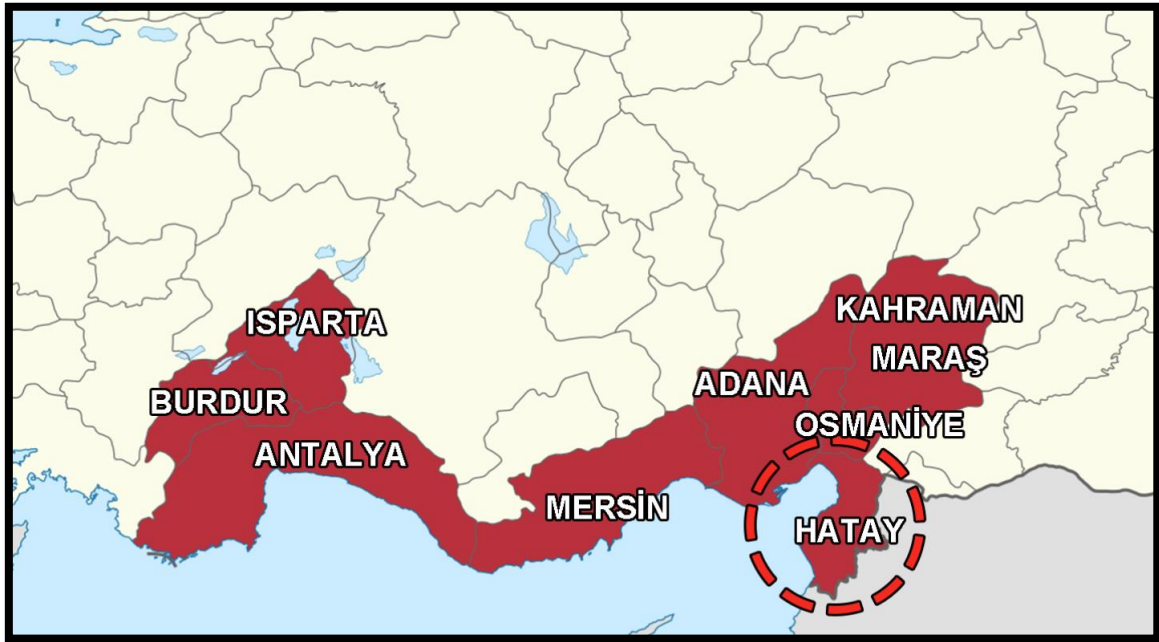 ISPARTA
BURDUR
ANTALYA
MERSİN
ADANA
KAHRAMAN
MARAŞ
OSMANİYE
HATAY